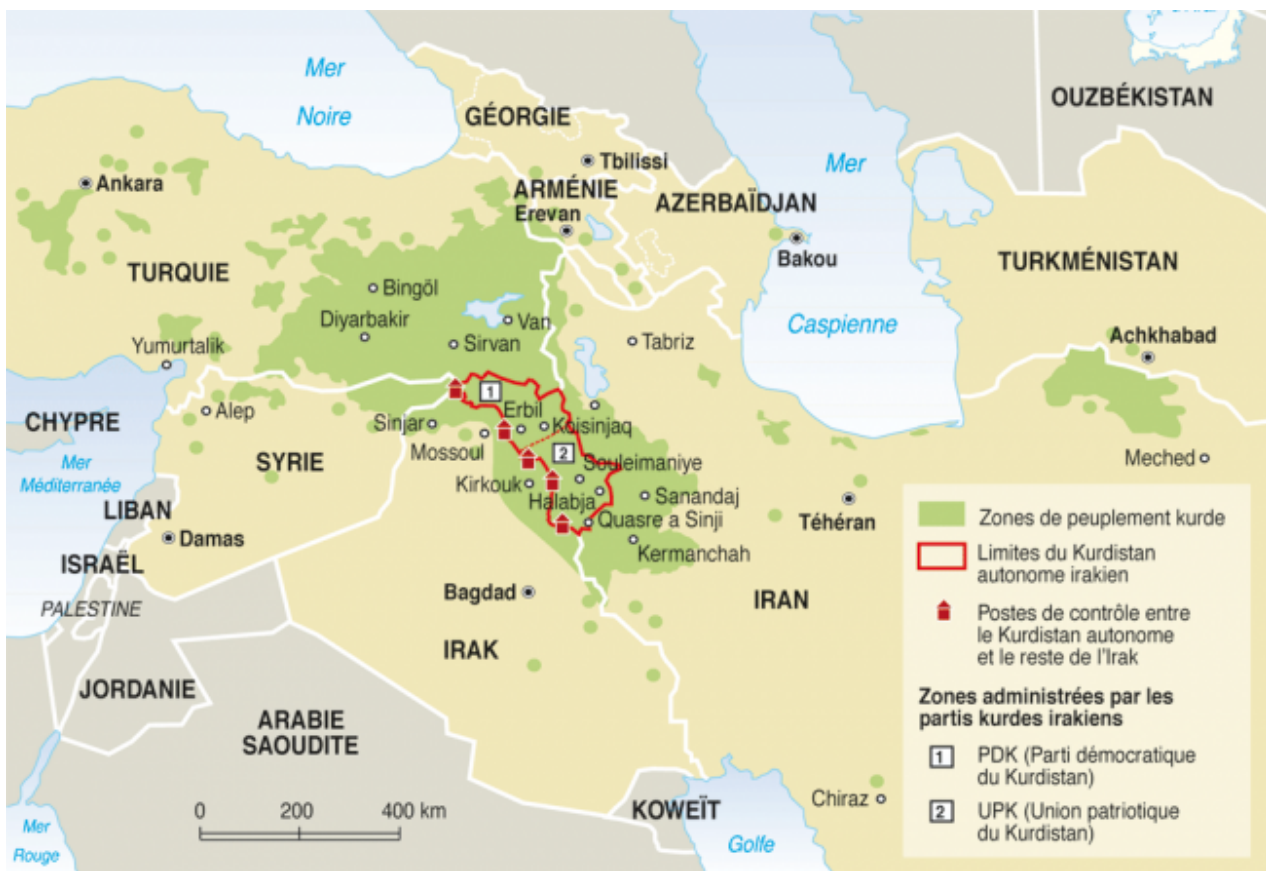 Mer
Noire
GÉORGIE
OUZBÉKISTAN
Tbilissi
Mer
Caspienne
Ankara
ARMÉNIE
Erevan
AZERBAÏDJAN
Bakou
TURKMÉNISTAN
TURQUIE
Bingöl
Diyarbakir
Van
Sirvan
Tabriz
Achkhabad
Yumurtalik
Alep
CHYPRE
Mer
Méditerranée
SYRIE
Sinjar
Mossoul
1
Erbil
Koisinjaq
2
Souleimaniye
Kirkouk
Halabja
Sanandaj
Quasre a Sinji
Kermanchah
Meched
Téhéran
LIBAN
Damas
ISRAËL
PALESTINE
Bagdad
IRAK
IRAN
JORDANIE
ARABIE
SAOUDITE
KOWEÏT
Chiraz
Golfe
Mer
Rouge
0 200 400 km
Zones de peuplement kurde
Limites du Kurdistan
autonome irakien
Postes de contrôle entre
le Kurdistan autonome
et le reste de l'Irak
Zones administrées par les
partis kurdes irakiens
1 PDK (Parti démocratique
du Kurdistan)
2 UPK (Union patriotique
du Kurdistan)